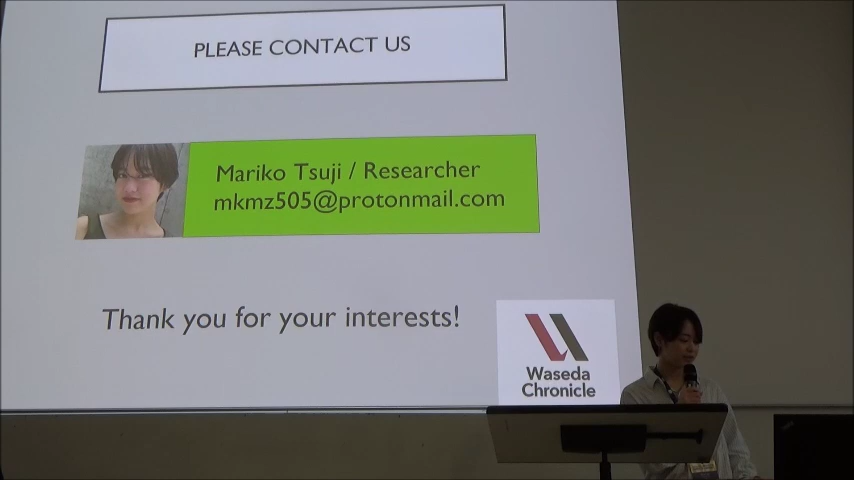 PLEASE CONTACT US
Mariko Tsuji / Researcher
mkmz505@protonmail.com
Thank you for your interests!
Waseda
Chronicle